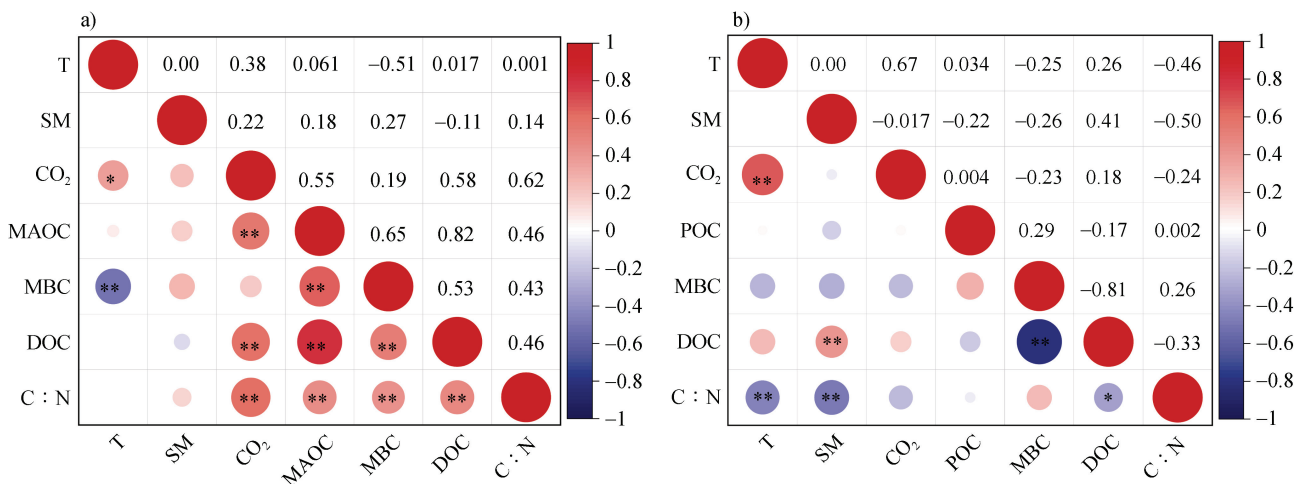 a)
T 0.00 0.38 0.061 −0.51 0.017 0.001
SM 0.22 0.18 0.27 −0.11 0.14
CO₂ * 0.55 0.19 0.58 0.62
MAOC ** 0.65 0.82 0.46
MBC ** ** 0.53 0.43
DOC ** ** ** 0.46
C∶N ** ** ** **
T SM CO₂ MAOC MBC DOC C∶N
1
0.8
0.6
0.4
0.2
0
−0.2
−0.4
−0.6
−0.8
−1
b)
T 0.00 0.67 0.034 −0.25 0.26 −0.46
SM −0.017 −0.22 −0.26 0.41 −0.50
CO₂ ** 0.004 −0.23 0.18 −0.24
POC 0.29 −0.17 0.002
MBC −0.81 0.26
DOC ** ** −0.33
C∶N ** ** *
T SM CO₂ POC MBC DOC C∶N
1
0.8
0.6
0.4
0.2
0
−0.2
−0.4
−0.6
−0.8
−1